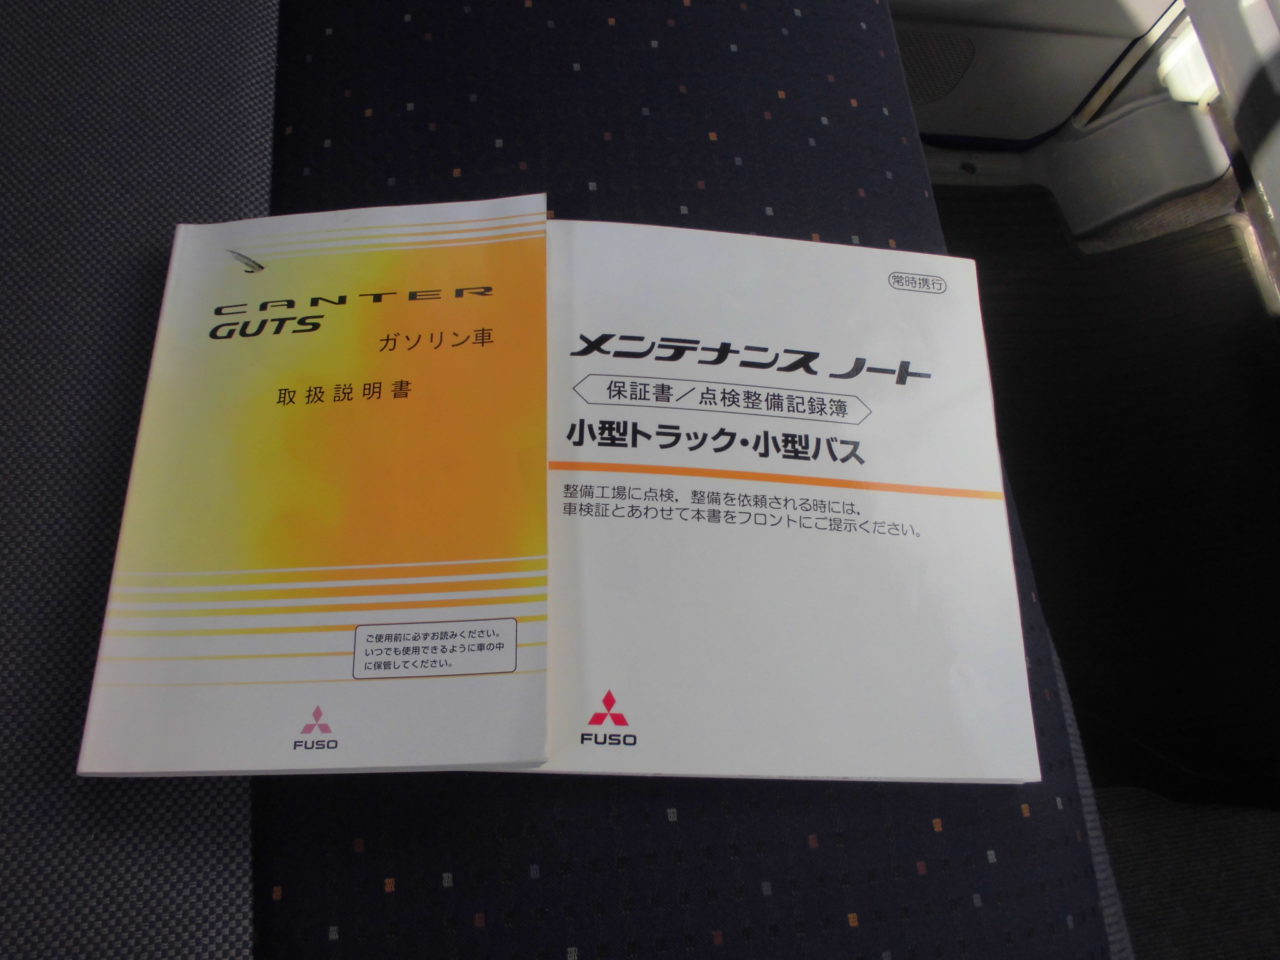 CANTER
GUTS
ガソリン車
取扱説明書
ご使用前に必ずお読みください。
いつでも使用できるように車の中
に保管してください。
FUSO
常時携行
メンテナンス ノート
保証書／点検整備記録簿
小型トラック・小型バス
整備工場に点検，整備を依頼される時には，
車検証とあわせて本書をフロントにご提示ください。
FUSO